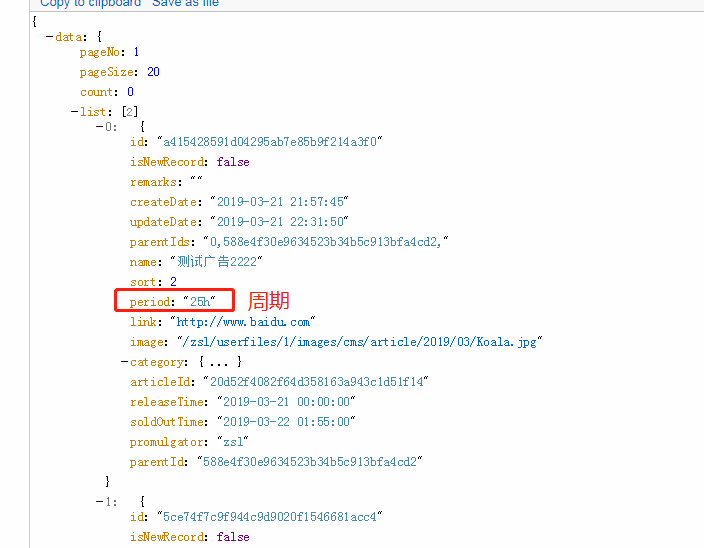 Copy to clipboard Save as file
{
−data: {
pageNo: 1
pageSize: 20
count: 0
−list: [2]
−0: {
id: "a415428591d04295ab7e85b9f214a3f0"
isNewRecord: false
remarks: ""
createDate: "2019-03-21 21:57:45"
updateDate: "2019-03-21 22:31:50"
parentIds: "0,588e4f30e9634523b34b5c913bfa4cd2,"
name: "测试广告2222"
sort: 2
period: "25h" 周期
link: "http://www.baidu.com"
image: "/zsl/userfiles/1/images/cms/article/2019/03/Koala.jpg"
−category: { ... }
articleId: "20d52f4082f64d358163a943c1d51f14"
releaseTime: "2019-03-21 00:00:00"
soldOutTime: "2019-03-22 01:55:00"
promulgator: "zsl"
parentId: "588e4f30e9634523b34b5c913bfa4cd2"
}
−1: {
id: "5ce74f7c9f944c9d9020f1546681acc4"
isNewRecord: false